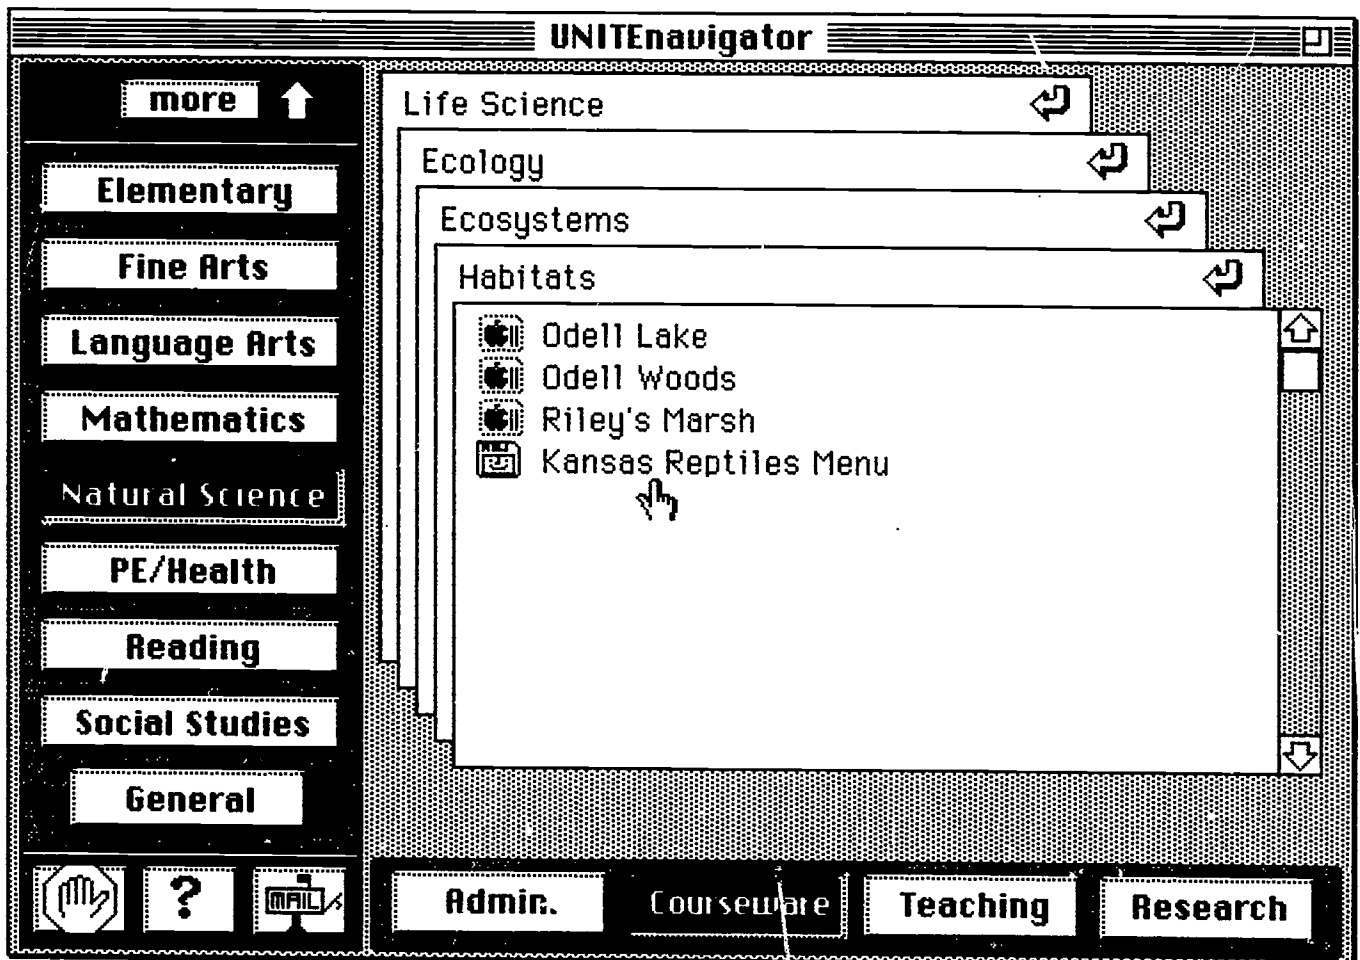 UNITEnavigator
more
Elementary
Fine Arts
Language Arts
Mathematics
Natural Science
PE/Health
Reading
Social Studies
General
?
MAIL
Life Science
Ecology
Ecosystems
Habitats
Odell Lake
Odell Woods
Riley's Marsh
Kansas Reptiles Menu
Admin.
Courseware
Teaching
Research